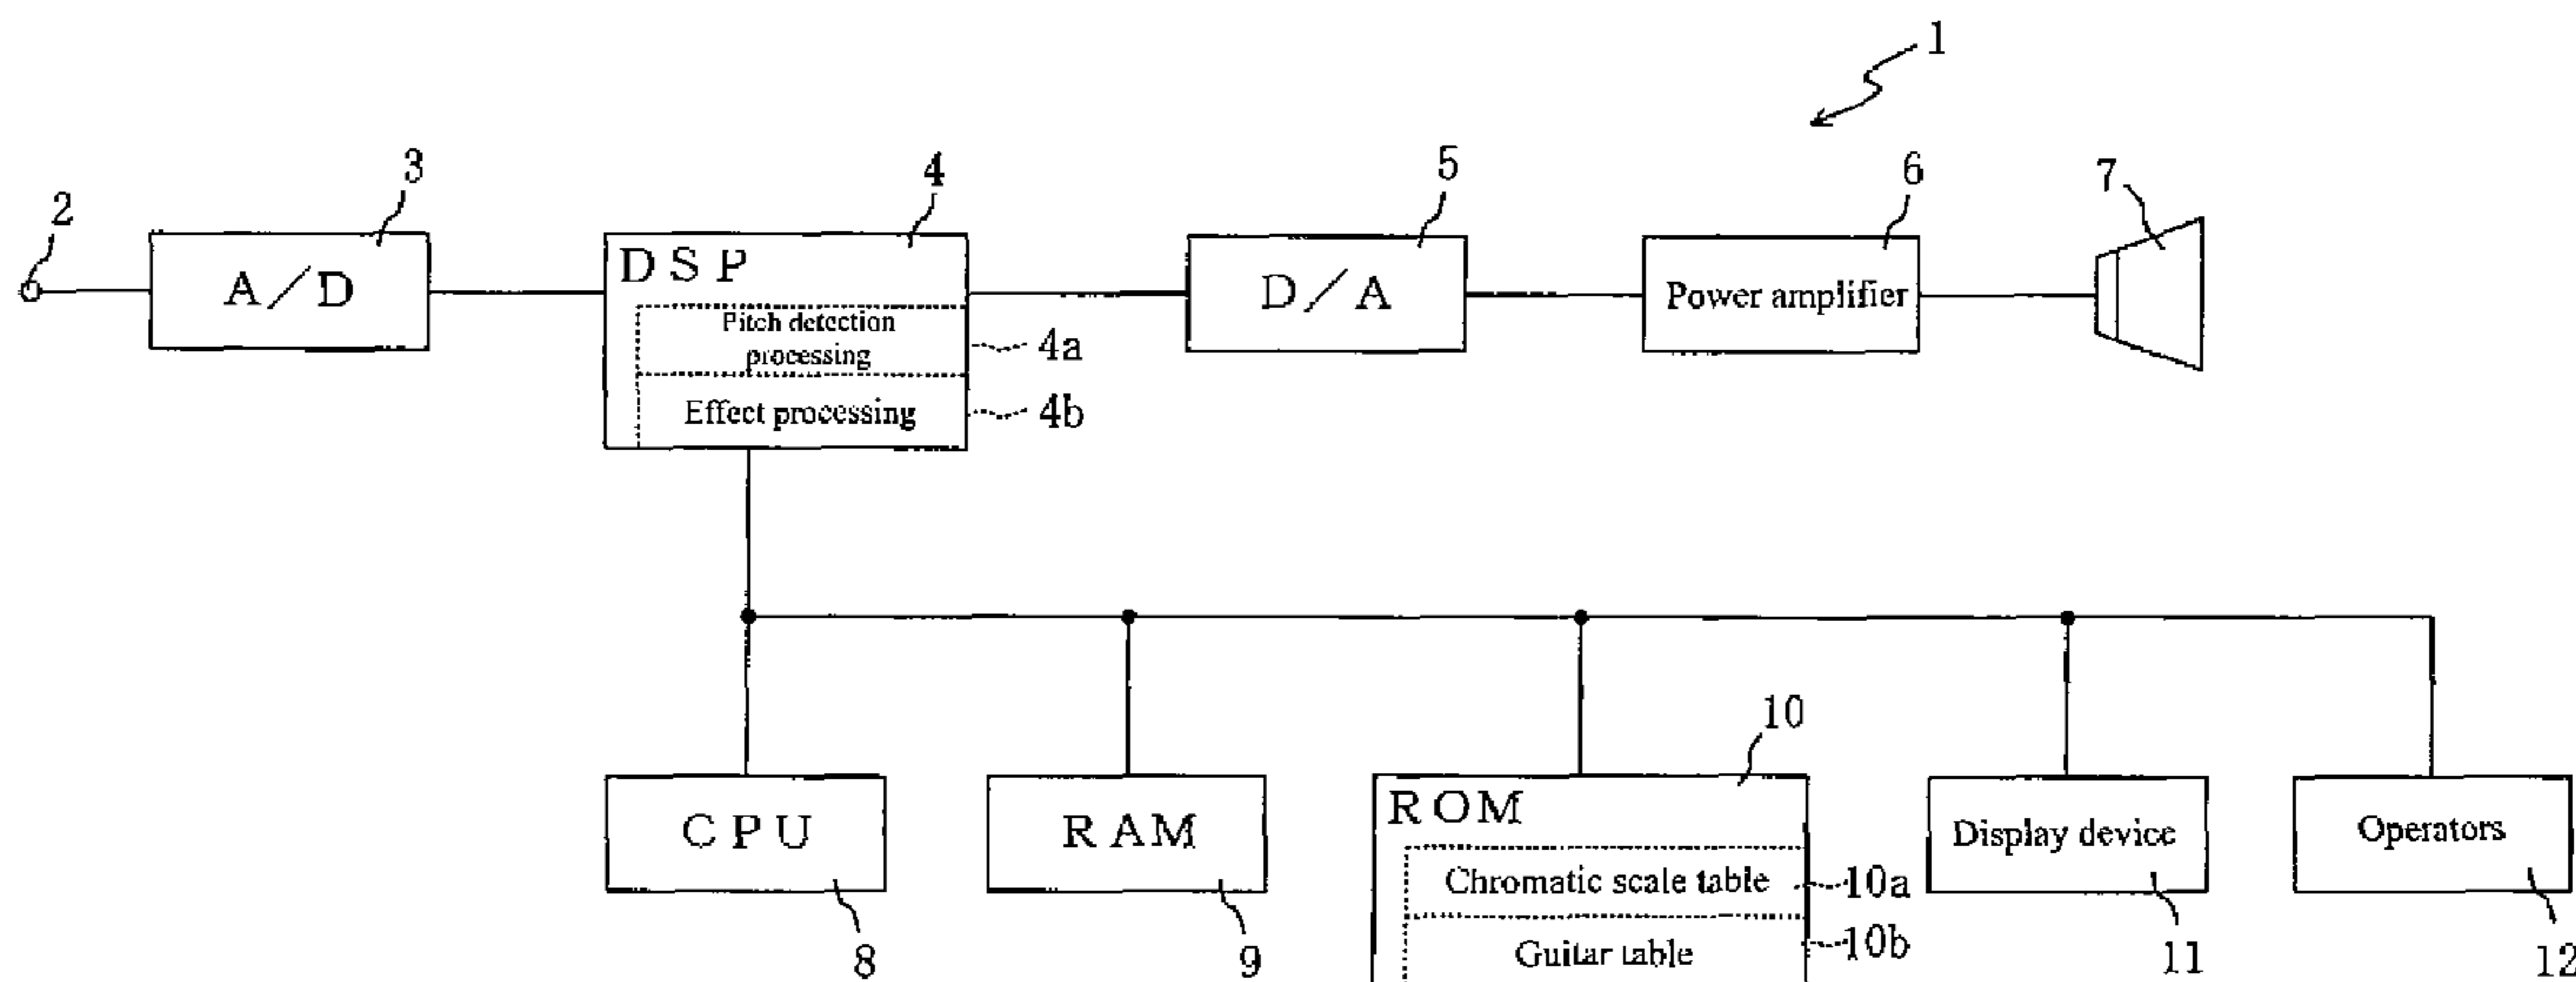 1
2
3
4
5
6
7
A/D
DSP
Pitch detection
processing
4a
Effect processing
4b
D/A
Power amplifier
10
CPU
RAM
ROM
Chromatic scale table
10a
Guitar table
10b
Display device
Operators
8
9
11
12